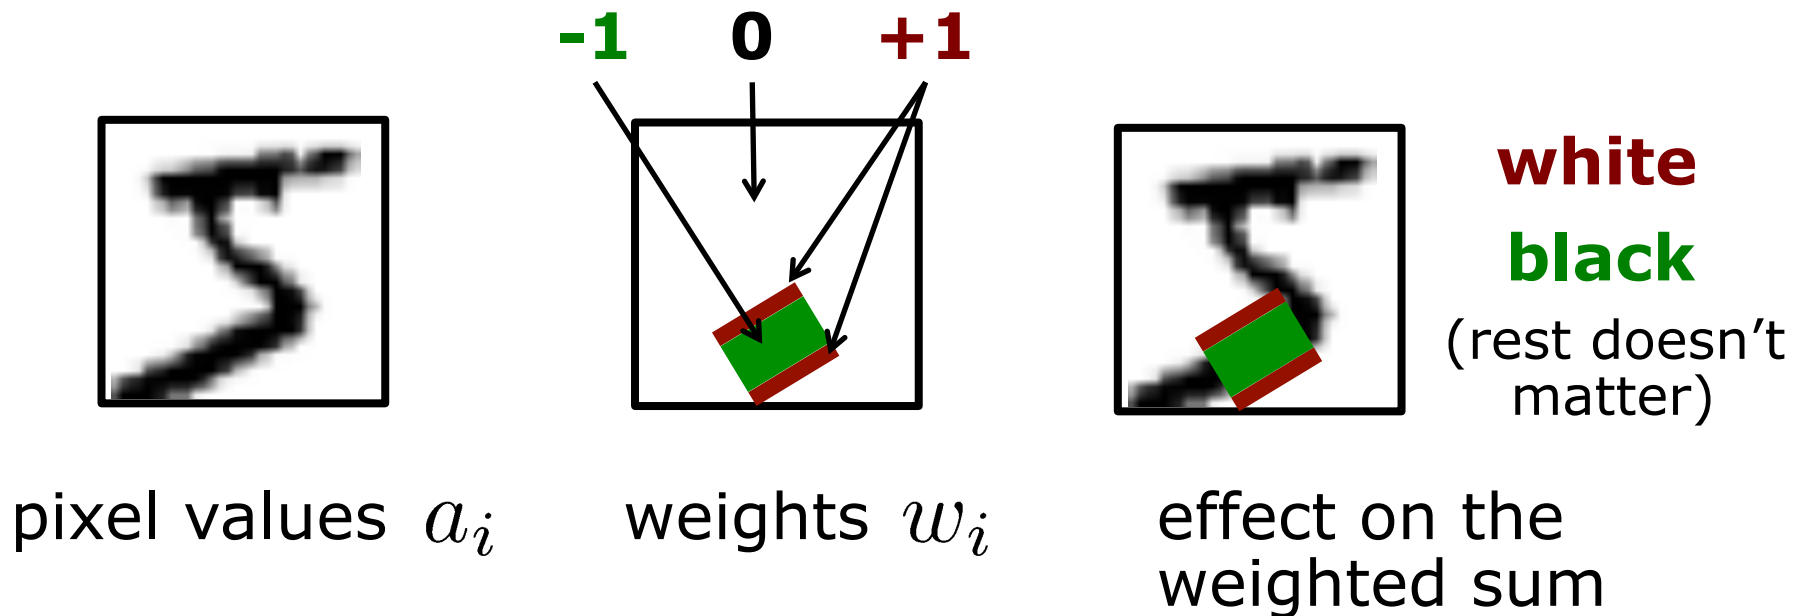 -1 0 +1
white
black
(rest doesn't
matter)
pixel values a_i
weights w_i
effect on the
weighted sum